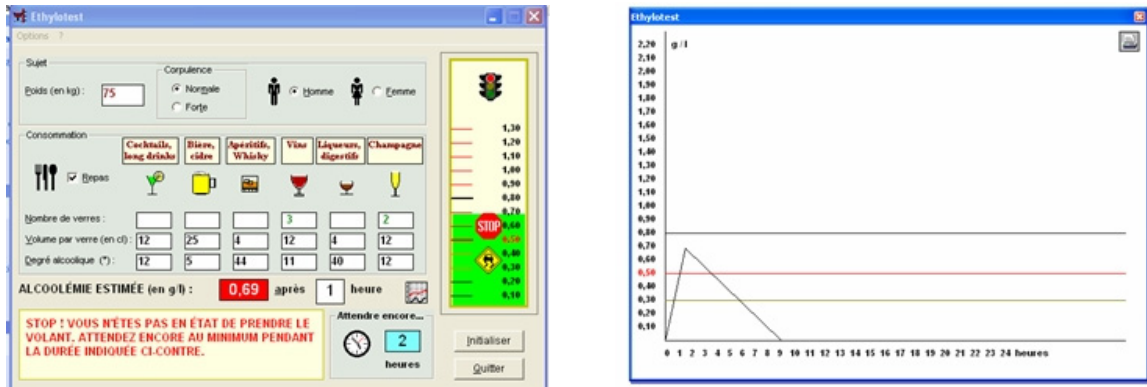 Ethylotest
Options ?
Sujet
Poids (en kg) : 75
Corpulence
Normale
Forte
Homme
Femme
Consommation
Repas
Cocktails, long drinks
Bière, cidre
Apéritifs, Whisky
Vins
Liqueurs, digestifs
Champagne
Nombre de verres : 3 2
Volume par verre (en cl) : 12 25 4 12 4 12
Degré alcoolique (°) : 12 5 44 11 40 12
ALCOOLÉMIE ESTIMÉE (en g/l) : 0,69 après 1 heure
STOP ! VOUS N'ÊTES PAS EN ÉTAT DE PRENDRE LE
VOLANT. ATTENDEZ ENCORE AU MINIMUM PENDANT
LA DURÉE INDIQUÉE CI-CONTRE.
Attendre encore...
2
heures
1,30
1,20
1,10
1,00
0,90
0,80
0,70
STOP
0,60
0,50
0,40
0,30
0,20
0,10
Initialiser
Quitter
Ethylotest
g/l
2,20
2,10
2,00
1,90
1,80
1,70
1,60
1,50
1,40
1,30
1,20
1,10
1,00
0,90
0,80
0,70
0,60
0,50
0,40
0,30
0,20
0,10
0 1 2 3 4 5 6 7 8 9 10 11 12 13 14 15 16 17 18 19 20 21 22 23 24 heures